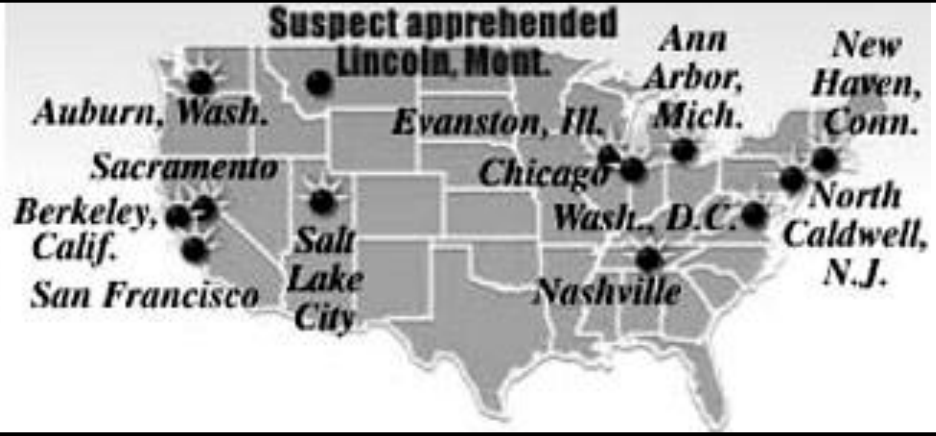 Suspect apprehended
Lincoln, Mont.
Ann
Arbor,
Mich.
New
Haven,
Conn.
Auburn, Wash.
Evanston, Ill.
Sacramento
Chicago
Berkeley,
Calif.
Wash., D.C.
North
Caldwell,
N.J.
Salt
Lake
City
San Francisco
Nashville